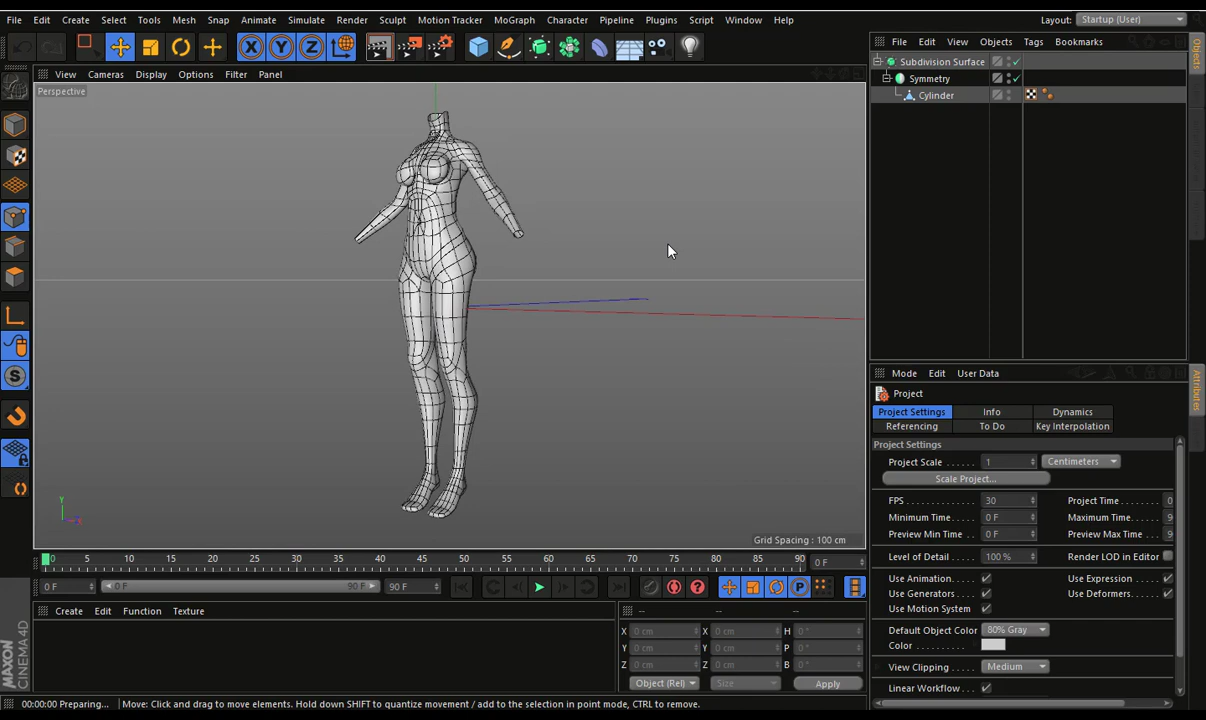 File Edit Create Select Tools Mesh Snap Animate Simulate Render Sculpt Motion Tracker MoGraph Character Pipeline Plugins Script Window Help Layout: Startup (User)
X Y Z
File Edit View Objects Tags Bookmarks
Objects
View Cameras Display Options Filter Panel
Perspective
Subdivision Surface
Symmetry
Cylinder
S
Mode Edit User Data
Attributes
Project
Project Settings Info Dynamics
Referencing To Do Key Interpolation
Project Settings
Project Scale ...... 1 Centimeters
Scale Project...
FPS ............. 30 Project Time ........ 0
Minimum Time..... 0 F Maximum Time..... 9
Preview Min Time .. 0 F Preview Max Time.. 9
Level of Detail .... 100 % Render LOD in Editor
Use Animation.... Use Expression...
Use Generators.... Use Deformers....
Use Motion System
Default Object Color 80% Gray
Color ..........
View Clipping ...... Medium
Linear Workflow...
Y
X
Grid Spacing : 100 cm
0 5 10 15 20 25 30 35 40 45 50 55 60 65 70 75 80 85 90 0 F
0 F 0 F 90 F 90 F
P
Create Edit Function Texture
-- -- --
X 0 cm X 0 cm H 0 °
Y 0 cm Y 0 cm P 0 °
Z 0 cm Z 0 cm B 0 °
Object (Rel) Size Apply
MAXON
CINEMA 4D
00:00:00 Preparing... Move: Click and drag to move elements. Hold down SHIFT to quantize movement / add to the selection in point mode, CTRL to remove.